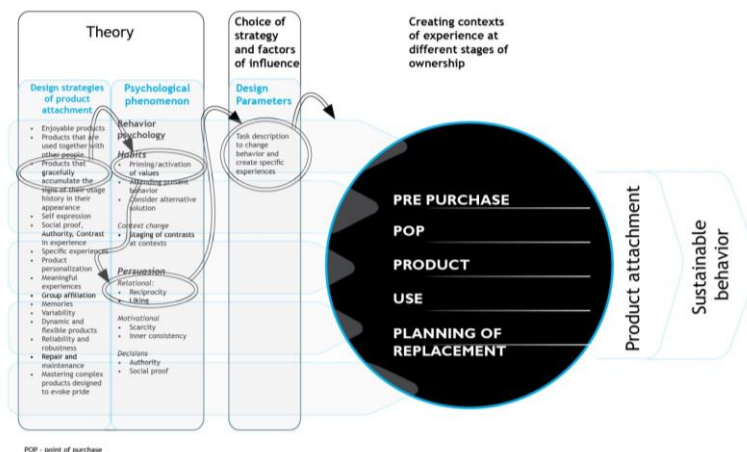 Theory
Choice of
strategy
and factors
of influence
Creating contexts
of experience at
different stages of
ownership
Design strategies
of product
attachment
• Enjoyable products
• Products that are
used together with
other people
• Products that
gracefully
accumulate the
signs of their usage
history in their
appearance
• Self expression
• Social proof,
Authority, Contrast
in experience
• Specific experiences
• Product
personalization
• Meaningful
experiences
• Group affiliation
• Memories
• Variability
• Dynamic and
flexible products
• Reliability and
robustness
• Repair and
maintenance
• Mastering complex
products designed
to evoke pride
Psychological
phenomenon
Behavior
psychology
Habits
• Priming/activation
of values
• Attending present
behavior
• Consider alternative
solution
Context change
• Staging of contrasts
at contexts
Persuasion
Relational:
• Reciprocity
• Liking
Motivational
• Scarcity
• Inner consistency
Decisions
• Authority
• Social proof
Design
Parameters
Task description
to change
behavior and
create specific
experiences
PRE PURCHASE
POP
PRODUCT
USE
PLANNING OF
REPLACEMENT
Product attachment
Sustainable
behavior
POP - point of purchase